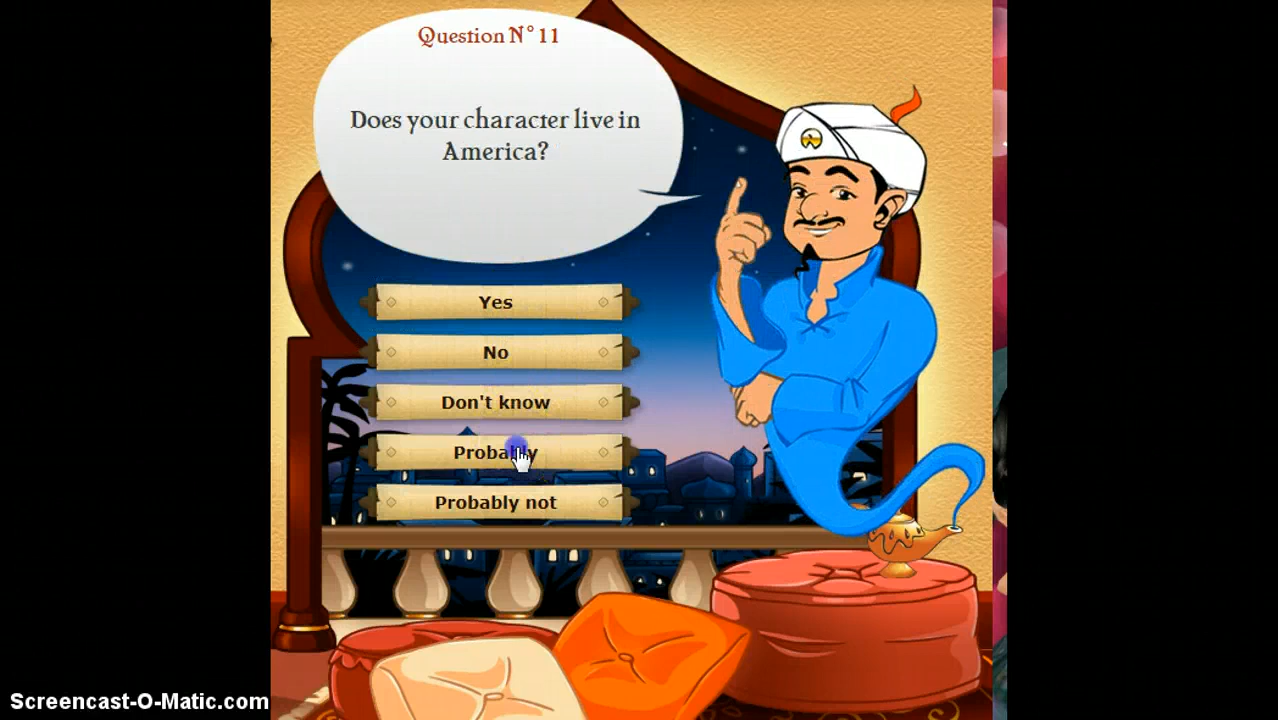 Question N° 11
Does your character live in
America?
Yes
No
Don't know
Probably
Probably not
Screencast-O-Matic.com